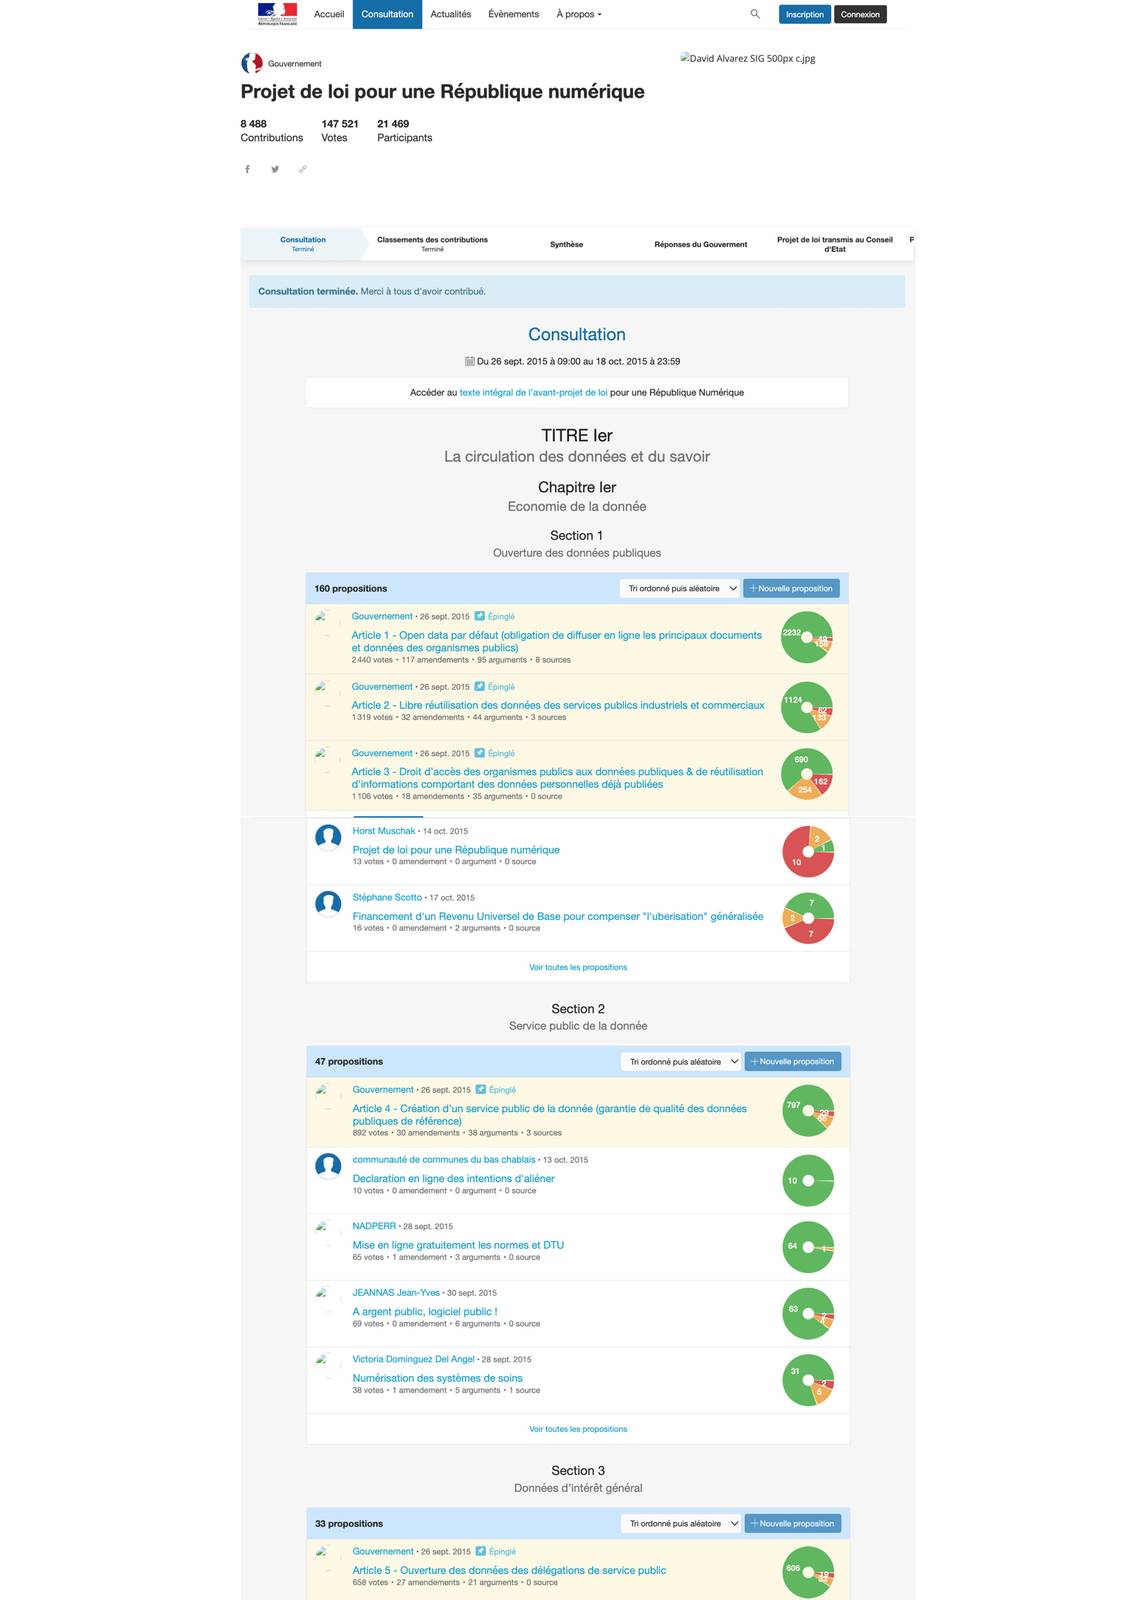 Accueil Consultation Actualités Évènements À propos Inscription Connexion
Gouvernement
David Alvarez SIG 500px c.jpg
Projet de loi pour une République numérique
8 488 147 521 21 469
Contributions Votes Participants
Consultation Classements des contributions Synthèse Réponses du Gouverment Projet de loi transmis au Conseil P
Terminé Terminé d'Etat
Consultation terminée. Merci à tous d'avoir contribué.
Consultation
Du 26 sept. 2015 à 09:00 au 18 oct. 2015 à 23:59
Accéder au texte intégral de l'avant-projet de loi pour une République Numérique
TITRE Ier
La circulation des données et du savoir
Chapitre Ier
Economie de la donnée
Section 1
Ouverture des données publiques
160 propositions Tri ordonné puis aléatoire + Nouvelle proposition
Gouvernement • 26 sept. 2015 Épinglé
Article 1 - Open data par défaut (obligation de diffuser en ligne les principaux documents
et données des organismes publics)
2 440 votes • 117 amendements • 95 arguments • 8 sources
2232
159
Gouvernement • 26 sept. 2015 Épinglé
Article 2 - Libre réutilisation des données des services publics industriels et commerciaux
1 319 votes • 32 amendements • 44 arguments • 3 sources
1124
62
133
Gouvernement • 26 sept. 2015 Épinglé
Article 3 - Droit d'accès des organismes publics aux données publiques & de réutilisation
d'informations comportant des données personnelles déjà publiées
1 106 votes • 18 amendements • 35 arguments • 0 source
690
162
254
Horst Muschak • 14 oct. 2015
Projet de loi pour une République numérique
13 votes • 0 amendement • 0 argument • 0 source
2
1
10
Stéphane Scotto • 17 oct. 2015
Financement d'un Revenu Universel de Base pour compenser "l'uberisation" généralisée
16 votes • 0 amendement • 2 arguments • 0 source
7
2
7
Voir toutes les propositions
Section 2
Service public de la donnée
47 propositions Tri ordonné puis aléatoire + Nouvelle proposition
Gouvernement • 26 sept. 2015 Épinglé
Article 4 - Création d'un service public de la donnée (garantie de qualité des données
publiques de référence)
892 votes • 30 amendements • 38 arguments • 3 sources
797
communauté de communes du bas chablais • 13 oct. 2015
Declaration en ligne des intentions d'aliéner
10 votes • 0 amendement • 0 argument • 0 source
10
NADPERR • 28 sept. 2015
Mise en ligne gratuitement les normes et DTU
65 votes • 1 amendement • 3 arguments • 0 source
64
1
JEANNAS Jean-Yves • 30 sept. 2015
A argent public, logiciel public !
69 votes • 0 amendement • 6 arguments • 0 source
63
Victoria Dominguez Del Angel • 28 sept. 2015
Numérisation des systèmes de soins
38 votes • 1 amendement • 5 arguments • 1 source
31
2
5
Voir toutes les propositions
Section 3
Données d'intérêt général
33 propositions Tri ordonné puis aléatoire + Nouvelle proposition
Gouvernement • 26 sept. 2015 Épinglé
Article 5 - Ouverture des données des délégations de service public
658 votes • 27 amendements • 21 arguments • 0 source
606